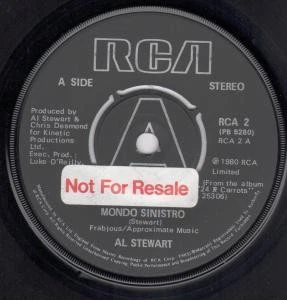 RCA
A SIDE
STEREO
Produced by
Al Stewart &
Chris Desmond
for Kinetic
Productions
Ltd.
Exec. Prod.:
Luke O'Reilly
RCA 2
(PB 5280)
RCA 2 A
℗ 1980 RCA
Limited
(From the album
"24 P Carrots"
25306)
A
Not For Resale
MONDO SINISTRO
(Stewart)
Frabjous/Approximate Music
AL STEWART